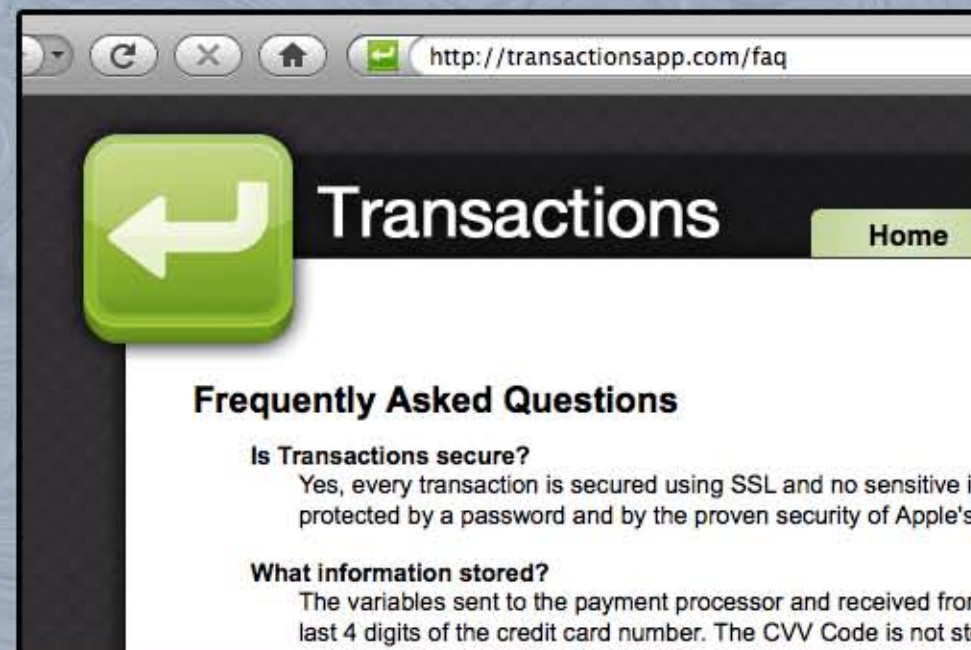 http://transactionsapp.com/faq
Transactions
Home
Frequently Asked Questions
Is Transactions secure?
Yes, every transaction is secured using SSL and no sensitive
protected by a password and by the proven security of Apple's
What information stored?
The variables sent to the payment processor and received from
last 4 digits of the credit card number. The CVV Code is not